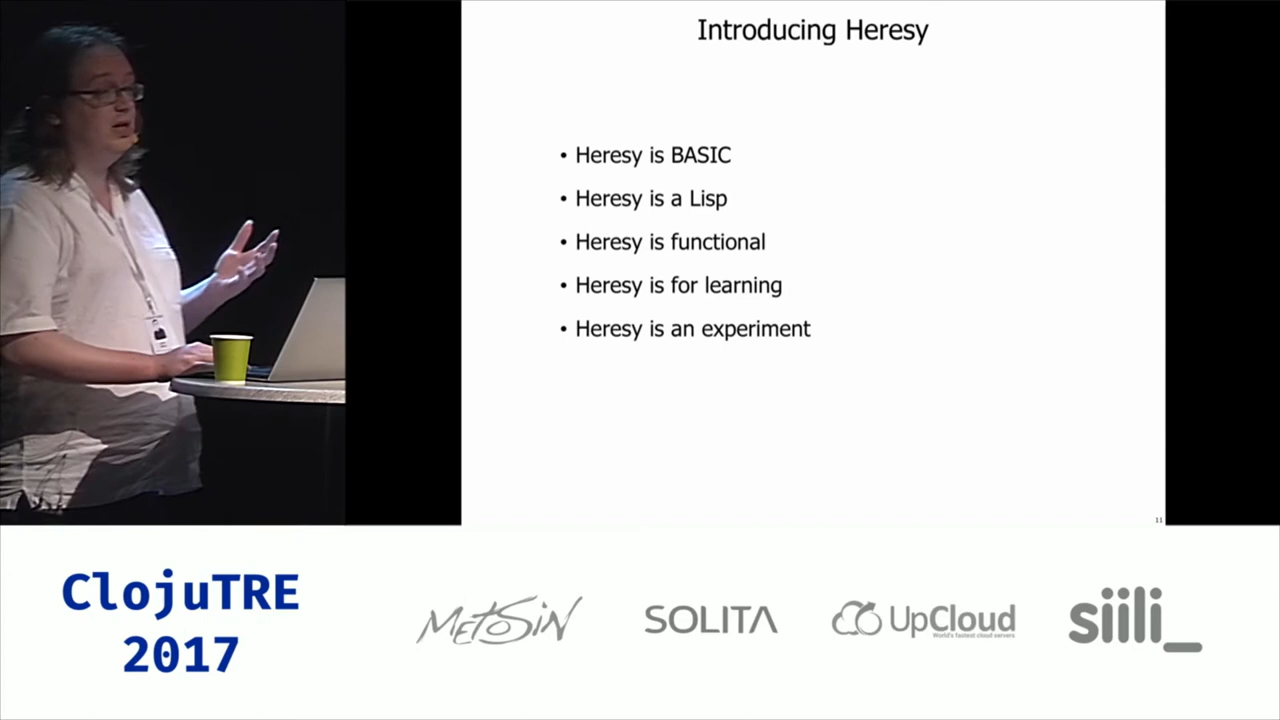 Introducing Heresy
• Heresy is BASIC
• Heresy is a Lisp
• Heresy is functional
• Heresy is for learning
• Heresy is an experiment
11
ClojuTRE
2017
METOSIN
SOLITA
UpCloud
World's fastest cloud servers
siili_